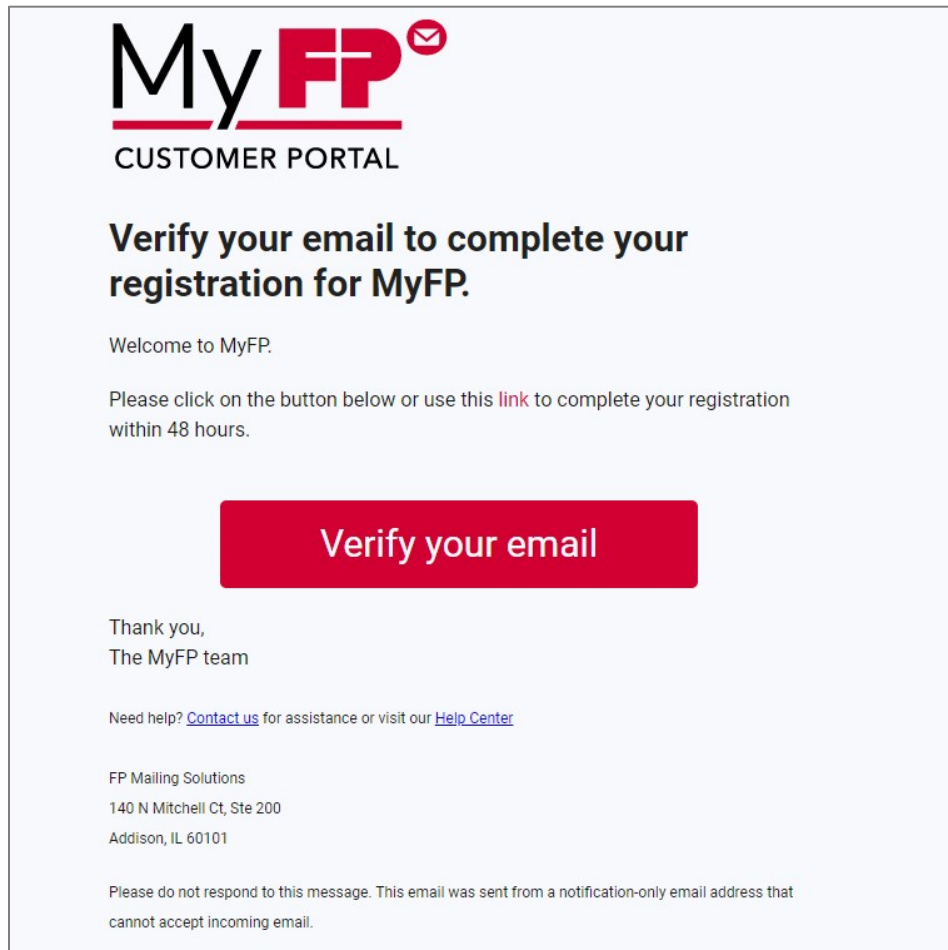 My FP
CUSTOMER PORTAL
Verify your email to complete your
registration for MyFP.
Welcome to MyFP.
Please click on the button below or use this link to complete your registration
within 48 hours.
Verify your email
Thank you,
The MyFP team
Need help? Contact us for assistance or visit our Help Center
FP Mailing Solutions
140 N Mitchell Ct, Ste 200
Addison, IL 60101
Please do not respond to this message. This email was sent from a notification-only email address that
cannot accept incoming email.